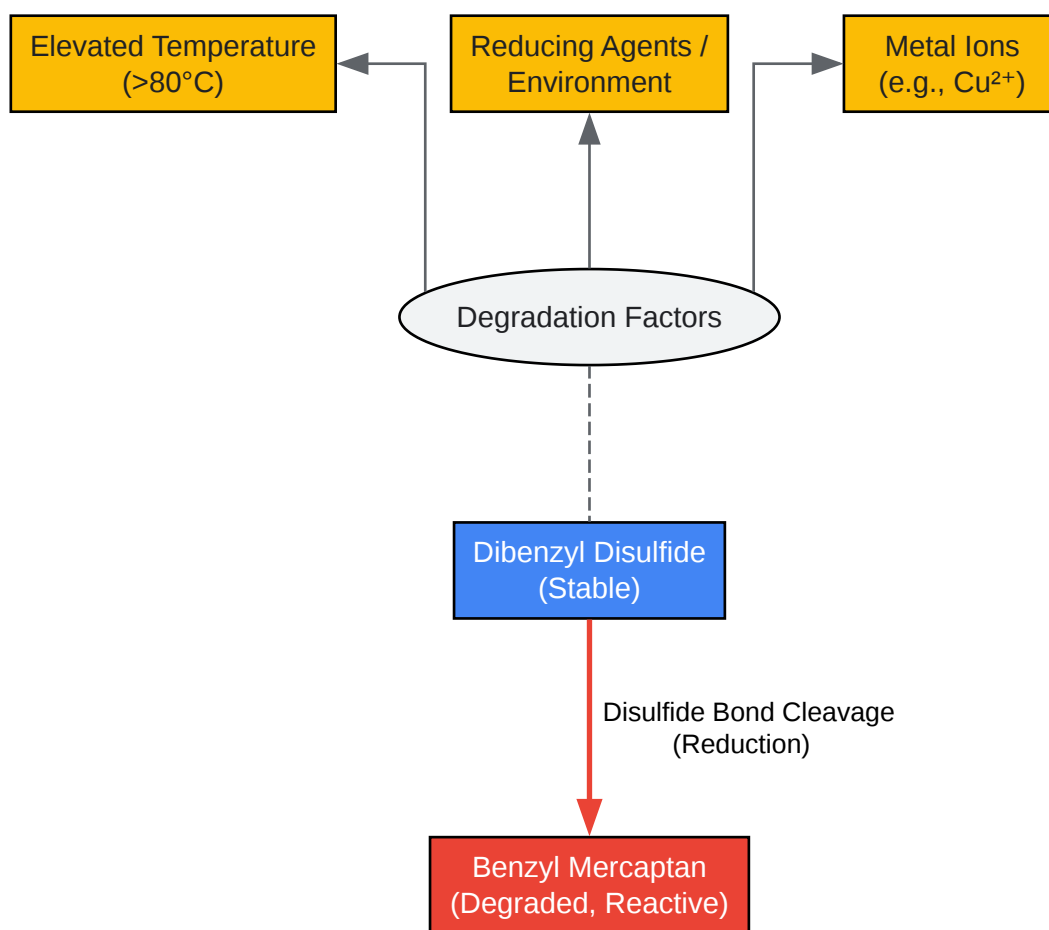 Elevated Temperature
(>80°C)
Reducing Agents /
Environment
Metal Ions
(e.g., Cu²⁺)
Degradation Factors
Dibenzyl Disulfide
(Stable)
Disulfide Bond Cleavage
(Reduction)
Benzyl Mercaptan
(Degraded, Reactive)